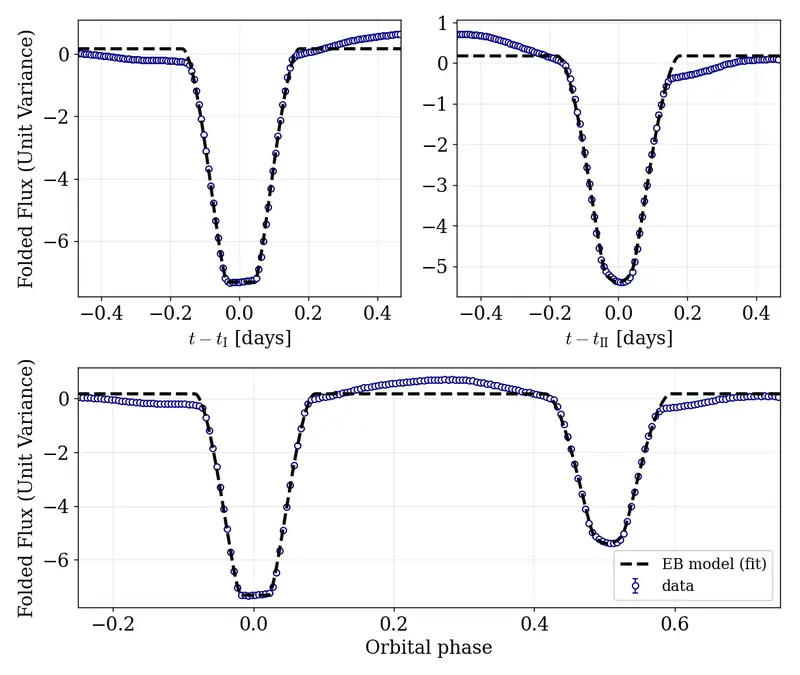 Folded Flux (Unit Variance)
0
−2
−4
−6
−0.4 −0.2 0.0 0.2 0.4
t − tI [days]
1
0
−1
−2
−3
−4
−5
−0.4 −0.2 0.0 0.2 0.4
t − tII [days]
Folded Flux (Unit Variance)
0
−2
−4
−6
−0.2 0.0 0.2 0.4 0.6
Orbital phase
EB model (fit)
data